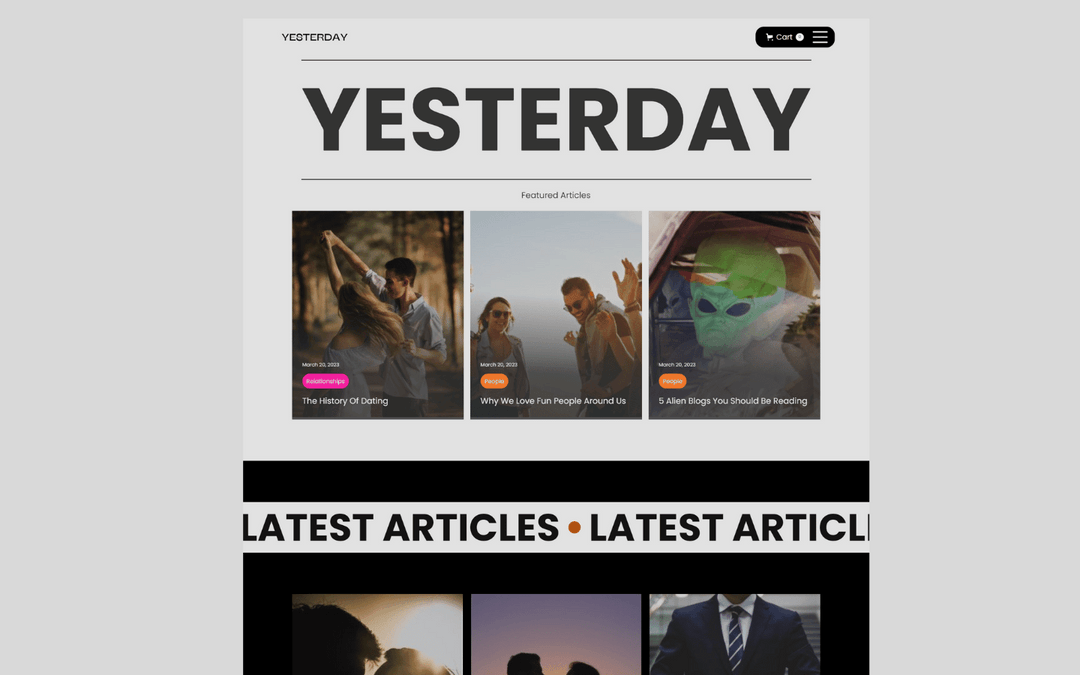 YESTERDAY
Cart 0
YESTERDAY
Featured Articles
March 20, 2023
Relationships
The History Of Dating
March 20, 2023
People
Why We Love Fun People Around Us
March 20, 2023
People
5 Alien Blogs You Should Be Reading
LATEST ARTICLES • LATEST ARTICL